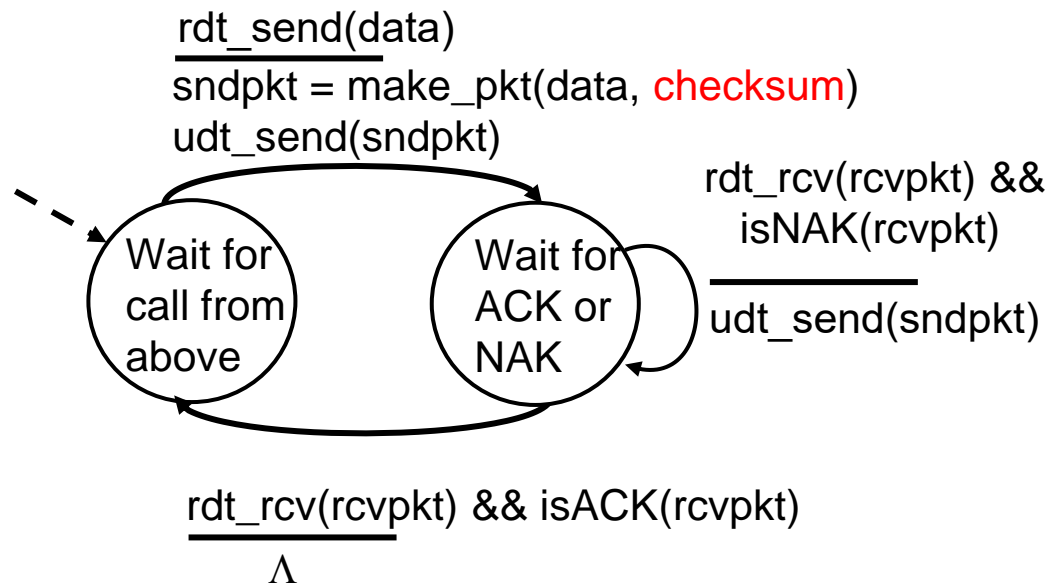 rdt_send(data)
sndpkt = make_pkt(data, checksum)
udt_send(sndpkt)
rdt_rcv(rcvpkt) &&
isNAK(rcvpkt)
udt_send(sndpkt)
Wait for
call from
above
Wait for
ACK or
NAK
rdt_rcv(rcvpkt) && isACK(rcvpkt)
Λ